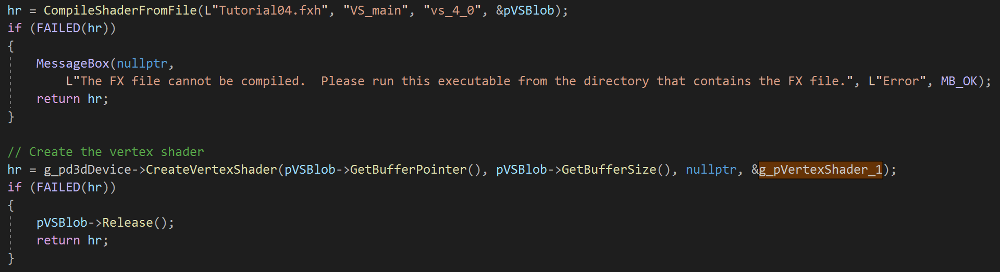 hr = CompileShaderFromFile(L"Tutorial04.fxh", "VS_main", "vs_4_0", &pVSBlob);
if (FAILED(hr))
{
    MessageBox(nullptr,
        L"The FX file cannot be compiled.  Please run this executable from the directory that contains the FX file.", L"Error", MB_OK);
    return hr;
}

// Create the vertex shader
hr = g_pd3dDevice->CreateVertexShader(pVSBlob->GetBufferPointer(), pVSBlob->GetBufferSize(), nullptr, &g_pVertexShader_1);
if (FAILED(hr))
{
    pVSBlob->Release();
    return hr;
}